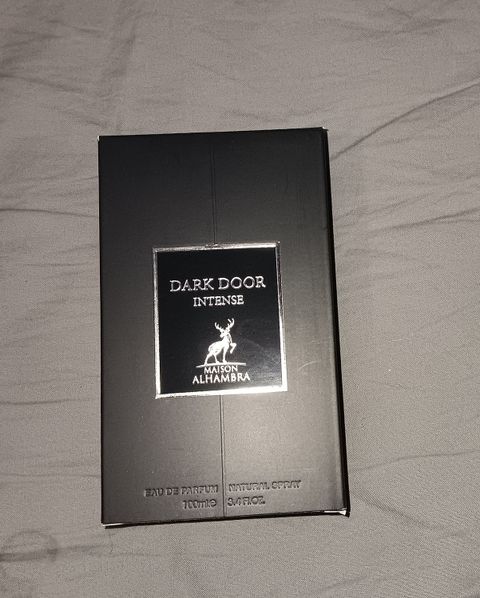 DARK DOOR
INTENSE
MAISON
ALHAMBRA
EAU DE PARFUM NATURAL SPRAY
100ml℮ 3.4 FL.OZ.